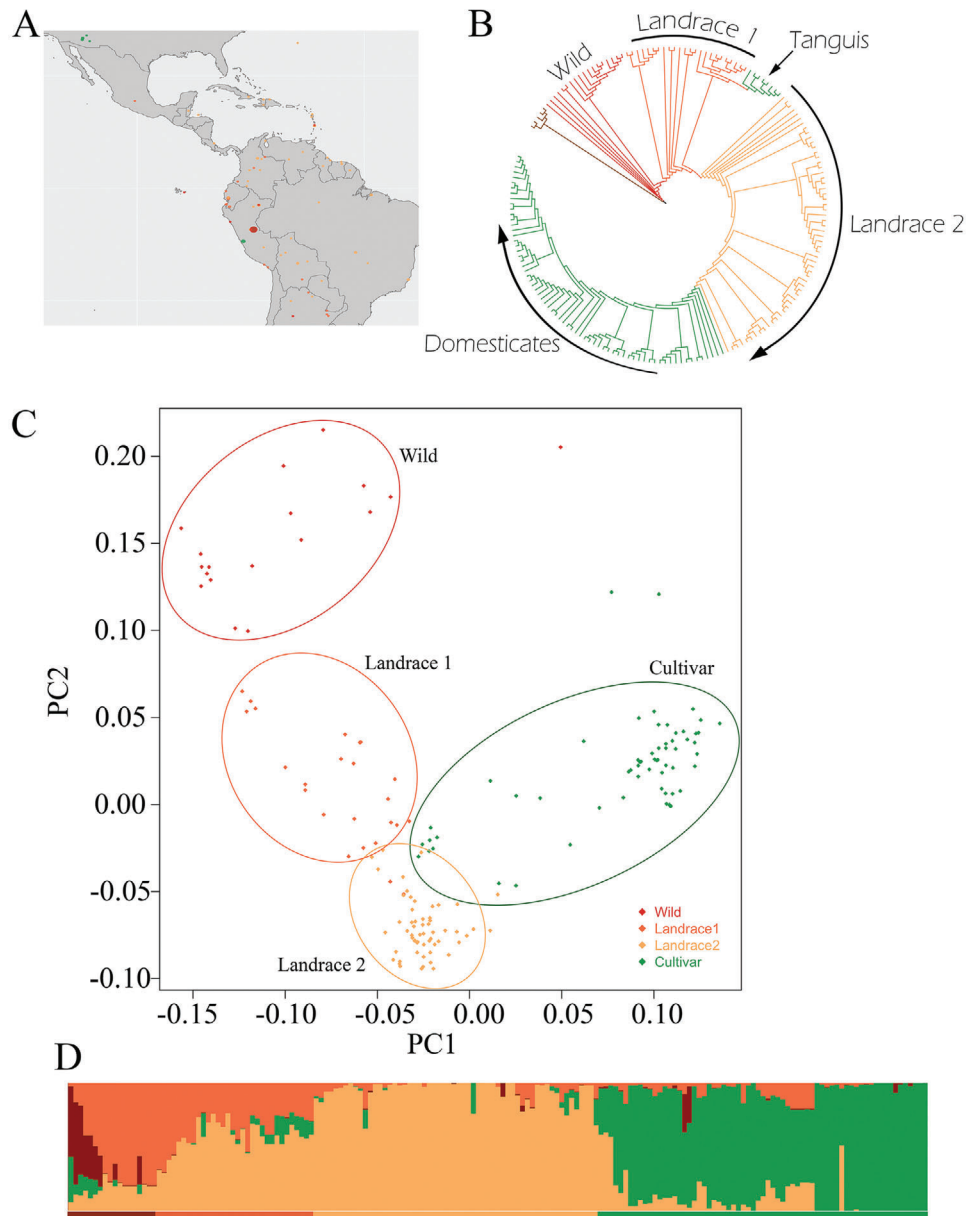 A
B
Wild
Landrace 1
Tanguis
Landrace 2
Domesticates
C
PC2
0.20
0.15
0.10
0.05
0.00
-0.05
-0.10
Wild
Landrace 1
Cultivar
Landrace 2
Wild
Landrace1
Landrace2
Cultivar
-0.15
-0.10
-0.05
0.00
0.05
0.10
PC1
D